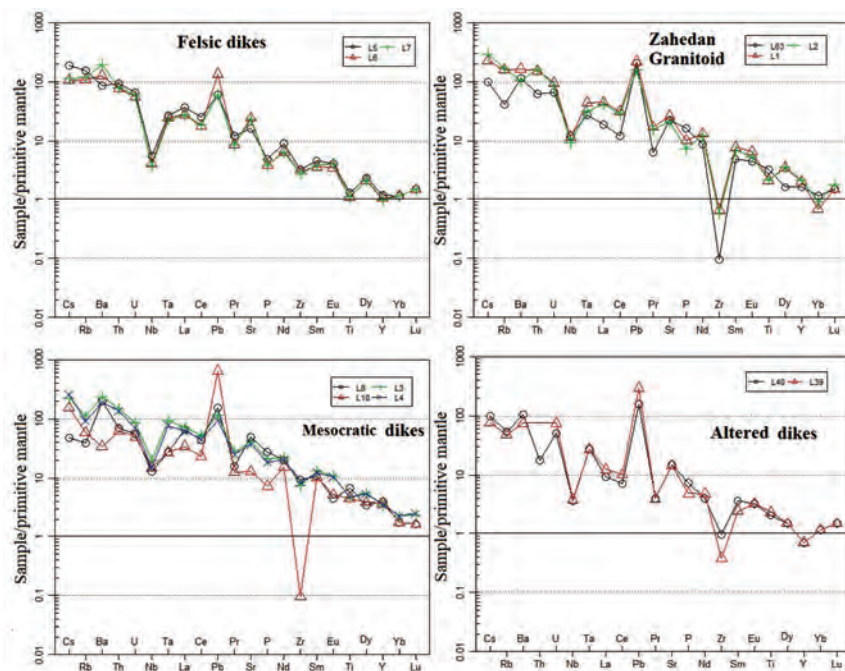 Felsic dikes
L5 L7
L6
Sample/primitive mantle
1000
100
10
1
0.1
0.01
Cs Ba U Ta Ce Pr P Zr Eu Dy Yb
Rb Th Nb La Pb Sr Nd Sm Ti Y Lu
Zahedan
Granitoid
L63 L2
L1
Sample/primitive mantle
1000
100
10
1
0.1
0.01
Cs Ba U Ta Ce Pr P Zr Eu Dy Yb
Rb Th Nb La Pb Sr Nd Sm Ti Y Lu
Mesocratic dikes
L3
L4
Sample/primitive mantle
1000
100
10
1
0.1
0.01
Cs Ba U Ta Ce Pr P Zr Eu Dy Yb
Rb Th Nb La Pb Sr Nd Sm Ti Y Lu
Altered dikes
L40 L39
Sample/primitive mantle
1000
100
10
1
0.1
0.01
Cs Ba U Ta Ce Pr P Zr Eu Dy Yb
Rb Th Nb La Pb Sr Nd Sm Ti Y Lu